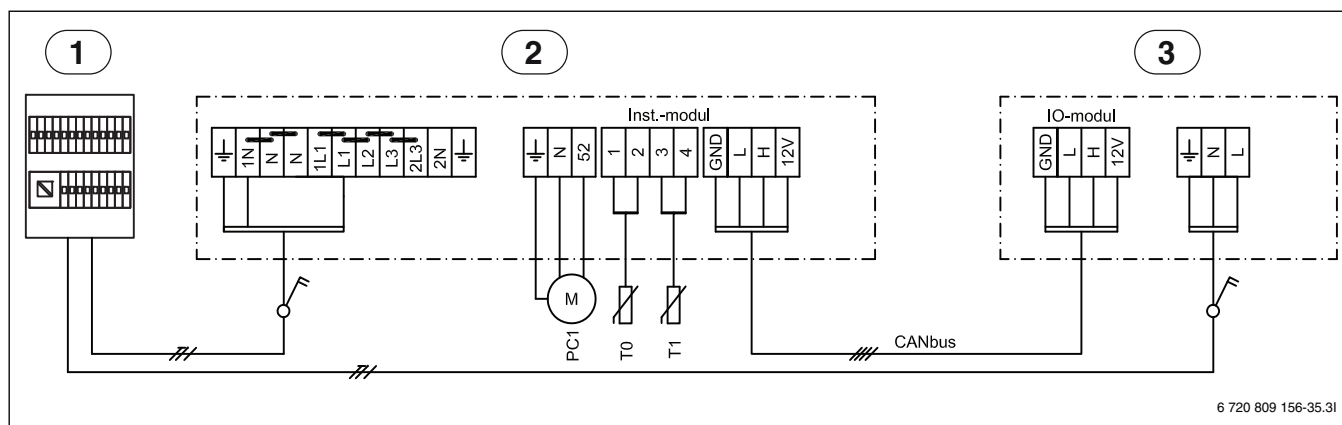 1
2
3
Inst.-modul
IO-modul
1N
N
N
1L1
L1
L2
L3
2L3
2N
N
52
1
2
3
4
GND
L
H
12V
GND
L
H
12V
N
L
M
PC1
T0
T1
CANbus
6 720 809 156-35.3I